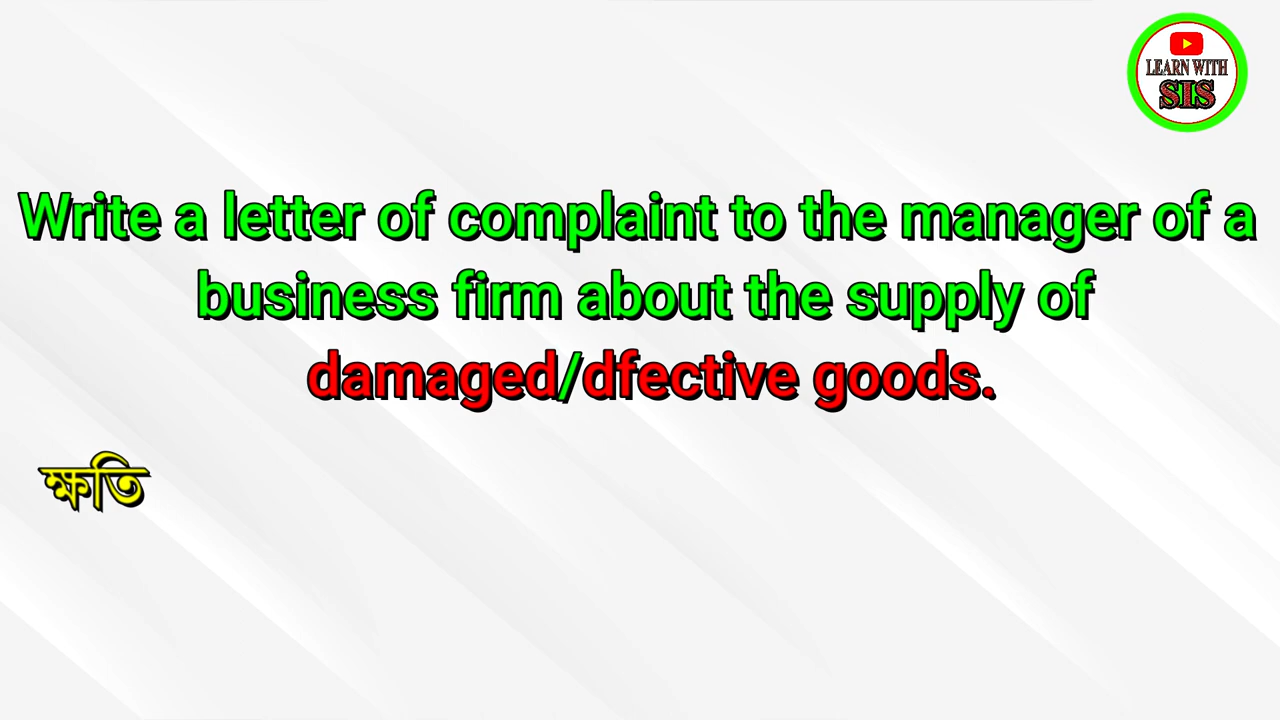 LEARN WITH
SIS
Write a letter of complaint to the manager of a
business firm about the supply of
damaged/dfective goods.
ক্ষতি